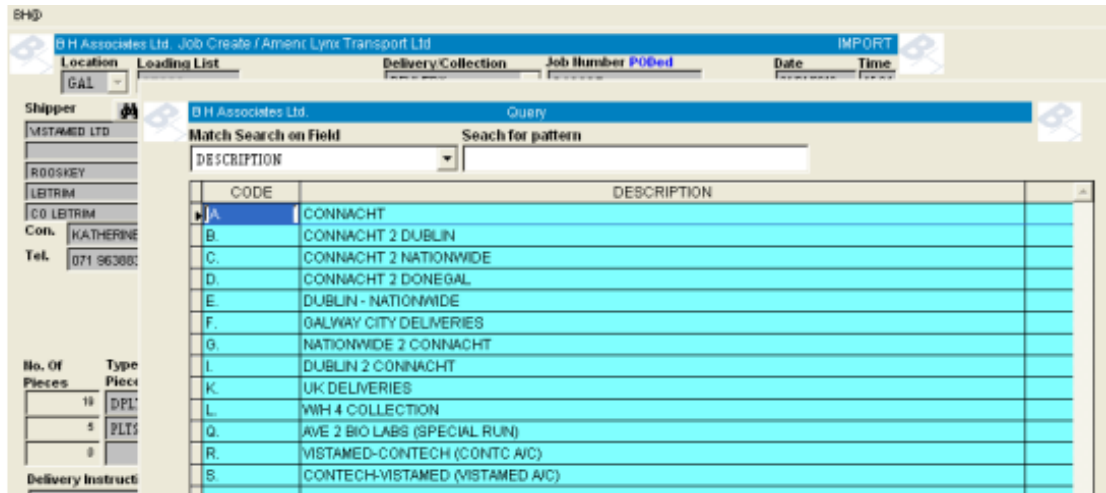 BH@
B H Associates Ltd. Job Create / Amenc Lynx Transport Ltd IMPORT
Location Loading List Delivery/Collection Job Number PODed Date Time
GAL
Shipper
VISTAMED LTD
ROOSKEY
LEITRIM
CO LEITRIM
Con. KATHERINE
Tel. 071 96388
No. Of Type
Pieces Piece
DPLT
5 PLTS
0
Delivery Instructi
B H Associates Ltd. Query
Match Search on Field Seach for pattern
DESCRIPTION
CODE DESCRIPTION
A. CONNACHT
B. CONNACHT 2 DUBLIN
C. CONNACHT 2 NATIONWIDE
D. CONNACHT 2 DONEGAL
E. DUBLIN - NATIONWIDE
F. GALWAY CITY DELIVERIES
G. NATIONWIDE 2 CONNACHT
I. DUBLIN 2 CONNACHT
K. UK DELIVERIES
L. WH 4 COLLECTION
Q. AVE 2 BIO LABS (SPECIAL RUN)
R. VISTAMED-CONTECH (CONTC A/C)
S. CONTECH-VISTAMED (VISTAMED A/C)